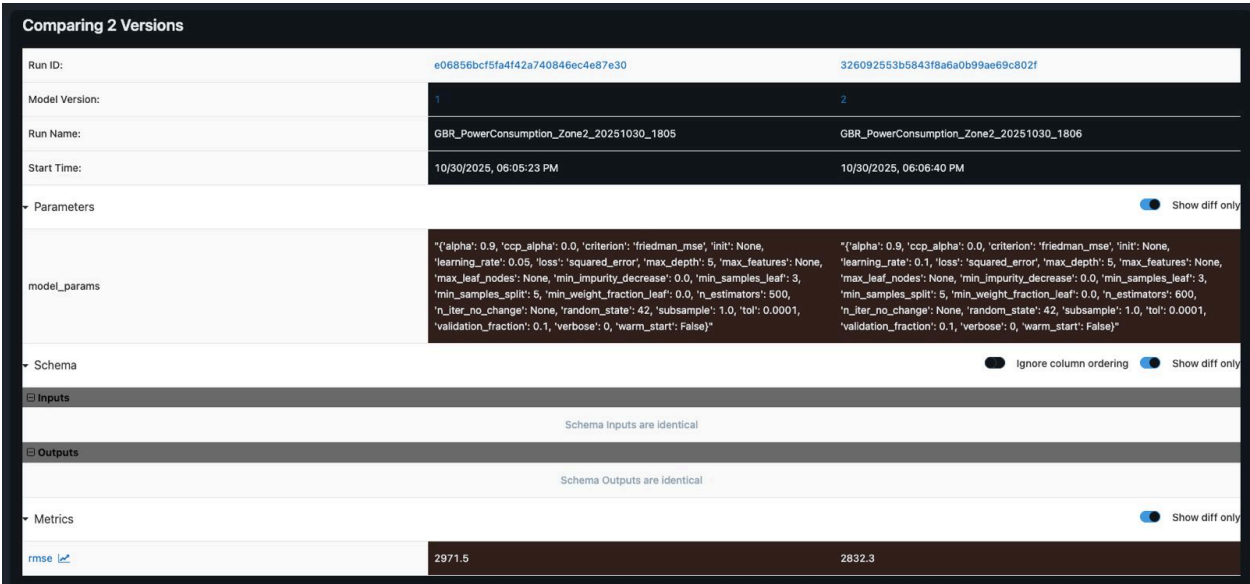 Comparing 2 Versions
Run ID: e06856bcf5fa4f42a740846ec4e87e30 326092553b5843f8a6a0b99ae69c802f
Model Version: 1 2
Run Name: GBR_PowerConsumption_Zone2_20251030_1805 GBR_PowerConsumption_Zone2_20251030_1806
Start Time: 10/30/2025, 06:05:23 PM 10/30/2025, 06:06:40 PM
Parameters Show diff only
model_params
"{'alpha': 0.9, 'ccp_alpha': 0.0, 'criterion': 'friedman_mse', 'init': None,
'learning_rate': 0.05, 'loss': 'squared_error', 'max_depth': 5, 'max_features': None,
'max_leaf_nodes': None, 'min_impurity_decrease': 0.0, 'min_samples_leaf': 3,
'min_samples_split': 5, 'min_weight_fraction_leaf': 0.0, 'n_estimators': 500,
'n_iter_no_change': None, 'random_state': 42, 'subsample': 1.0, 'tol': 0.0001,
'validation_fraction': 0.1, 'verbose': 0, 'warm_start': False}"
"{'alpha': 0.9, 'ccp_alpha': 0.0, 'criterion': 'friedman_mse', 'init': None,
'learning_rate': 0.1, 'loss': 'squared_error', 'max_depth': 5, 'max_features': None,
'max_leaf_nodes': None, 'min_impurity_decrease': 0.0, 'min_samples_leaf': 3,
'min_samples_split': 5, 'min_weight_fraction_leaf': 0.0, 'n_estimators': 600,
'n_iter_no_change': None, 'random_state': 42, 'subsample': 1.0, 'tol': 0.0001,
'validation_fraction': 0.1, 'verbose': 0, 'warm_start': False}"
Schema Ignore column ordering Show diff only
Inputs
Schema Inputs are identical
Outputs
Schema Outputs are identical
Metrics Show diff only
rmse 2971.5 2832.3